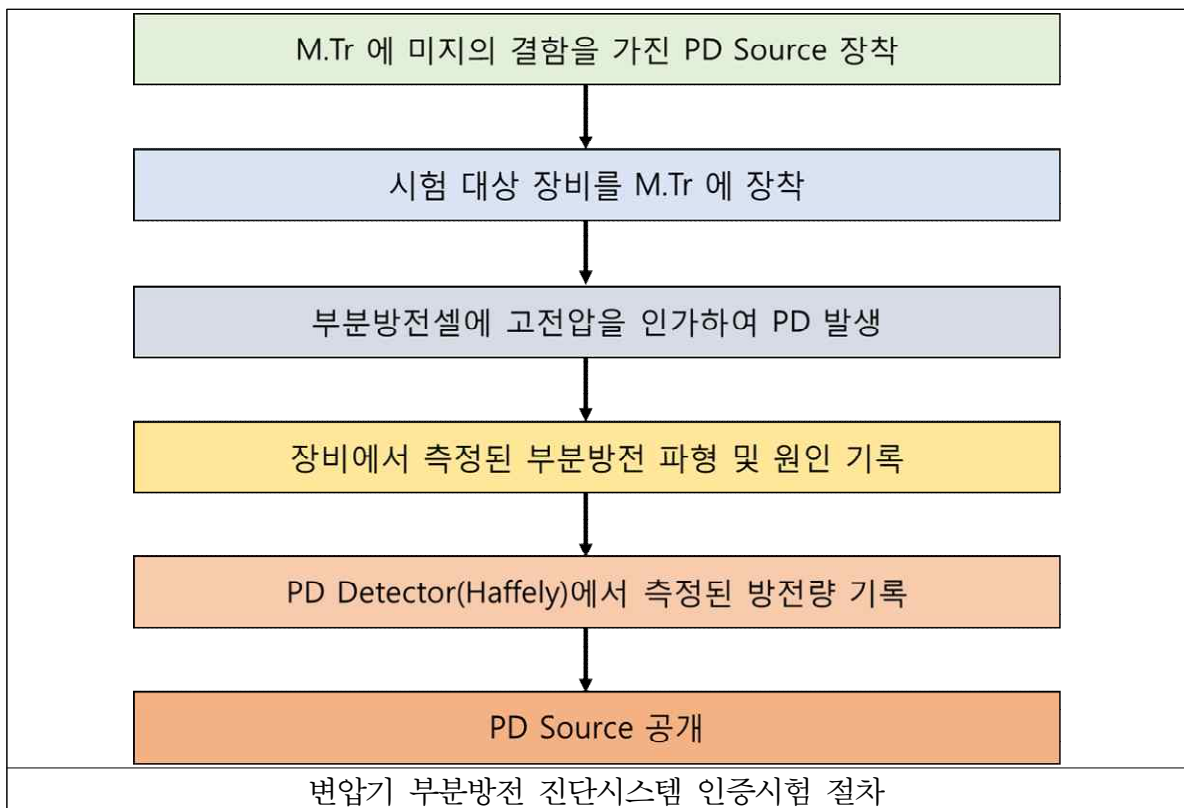 M.Tr 에 미지의 결함을 가진 PD Source 장착
시험 대상 장비를 M.Tr 에 장착
부분방전셀에 고전압을 인가하여 PD 발생
장비에서 측정된 부분방전 파형 및 원인 기록
PD Detector(Haffely)에서 측정된 방전량 기록
PD Source 공개
변압기 부분방전 진단시스템 인증시험 절차